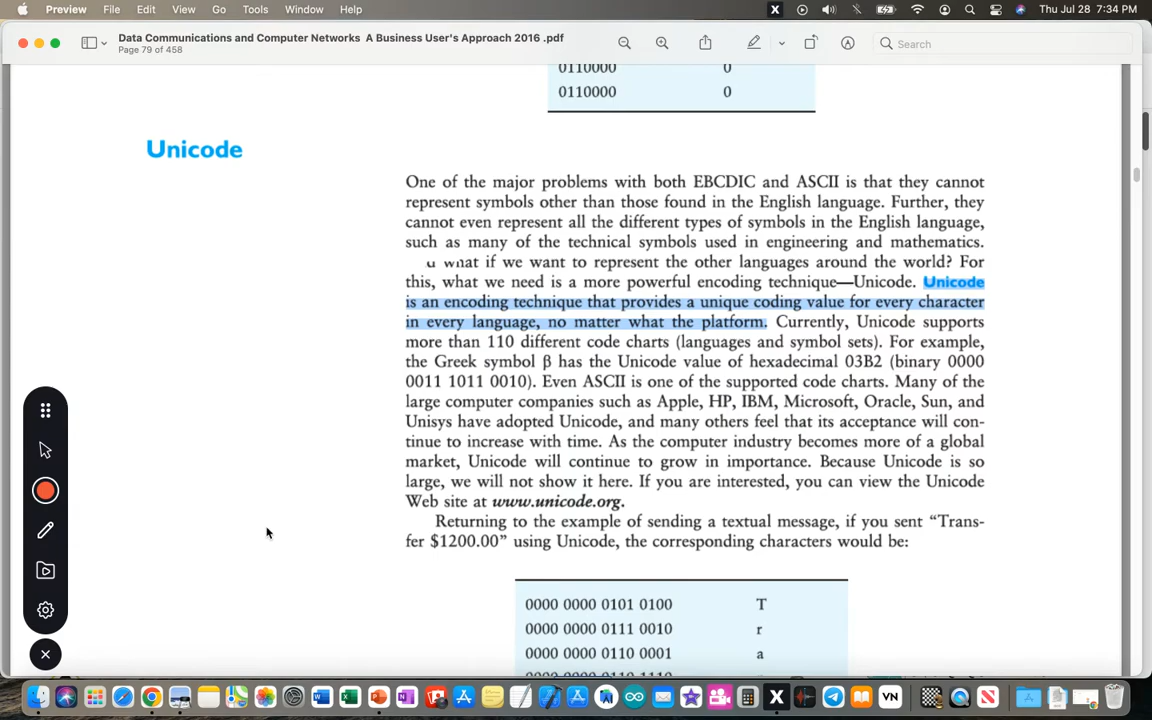 Preview File Edit View Go Tools Window Help X Thu Jul 28 7:34 PM
Data Communications and Computer Networks A Business User's Approach 2016 .pdf
Page 79 of 458
Search
0110000 0
0110000 0
Unicode
One of the major problems with both EBCDIC and ASCII is that they cannot
represent symbols other than those found in the English language. Further, they
cannot even represent all the different types of symbols in the English language,
such as many of the technical symbols used in engineering and mathematics.
what if we want to represent the other languages around the world? For
this, what we need is a more powerful encoding technique—Unicode. Unicode
is an encoding technique that provides a unique coding value for every character
in every language, no matter what the platform. Currently, Unicode supports
more than 110 different code charts (languages and symbol sets). For example,
the Greek symbol β has the Unicode value of hexadecimal 03B2 (binary 0000
0011 1011 0010). Even ASCII is one of the supported code charts. Many of the
large computer companies such as Apple, HP, IBM, Microsoft, Oracle, Sun, and
Unisys have adopted Unicode, and many others feel that its acceptance will con-
tinue to increase with time. As the computer industry becomes more of a global
market, Unicode will continue to grow in importance. Because Unicode is so
large, we will not show it here. If you are interested, you can view the Unicode
Web site at www.unicode.org.
Returning to the example of sending a textual message, if you sent “Trans-
fer $1200.00” using Unicode, the corresponding characters would be:
0000 0000 0101 0100 T
0000 0000 0111 0010 r
0000 0000 0110 0001 a